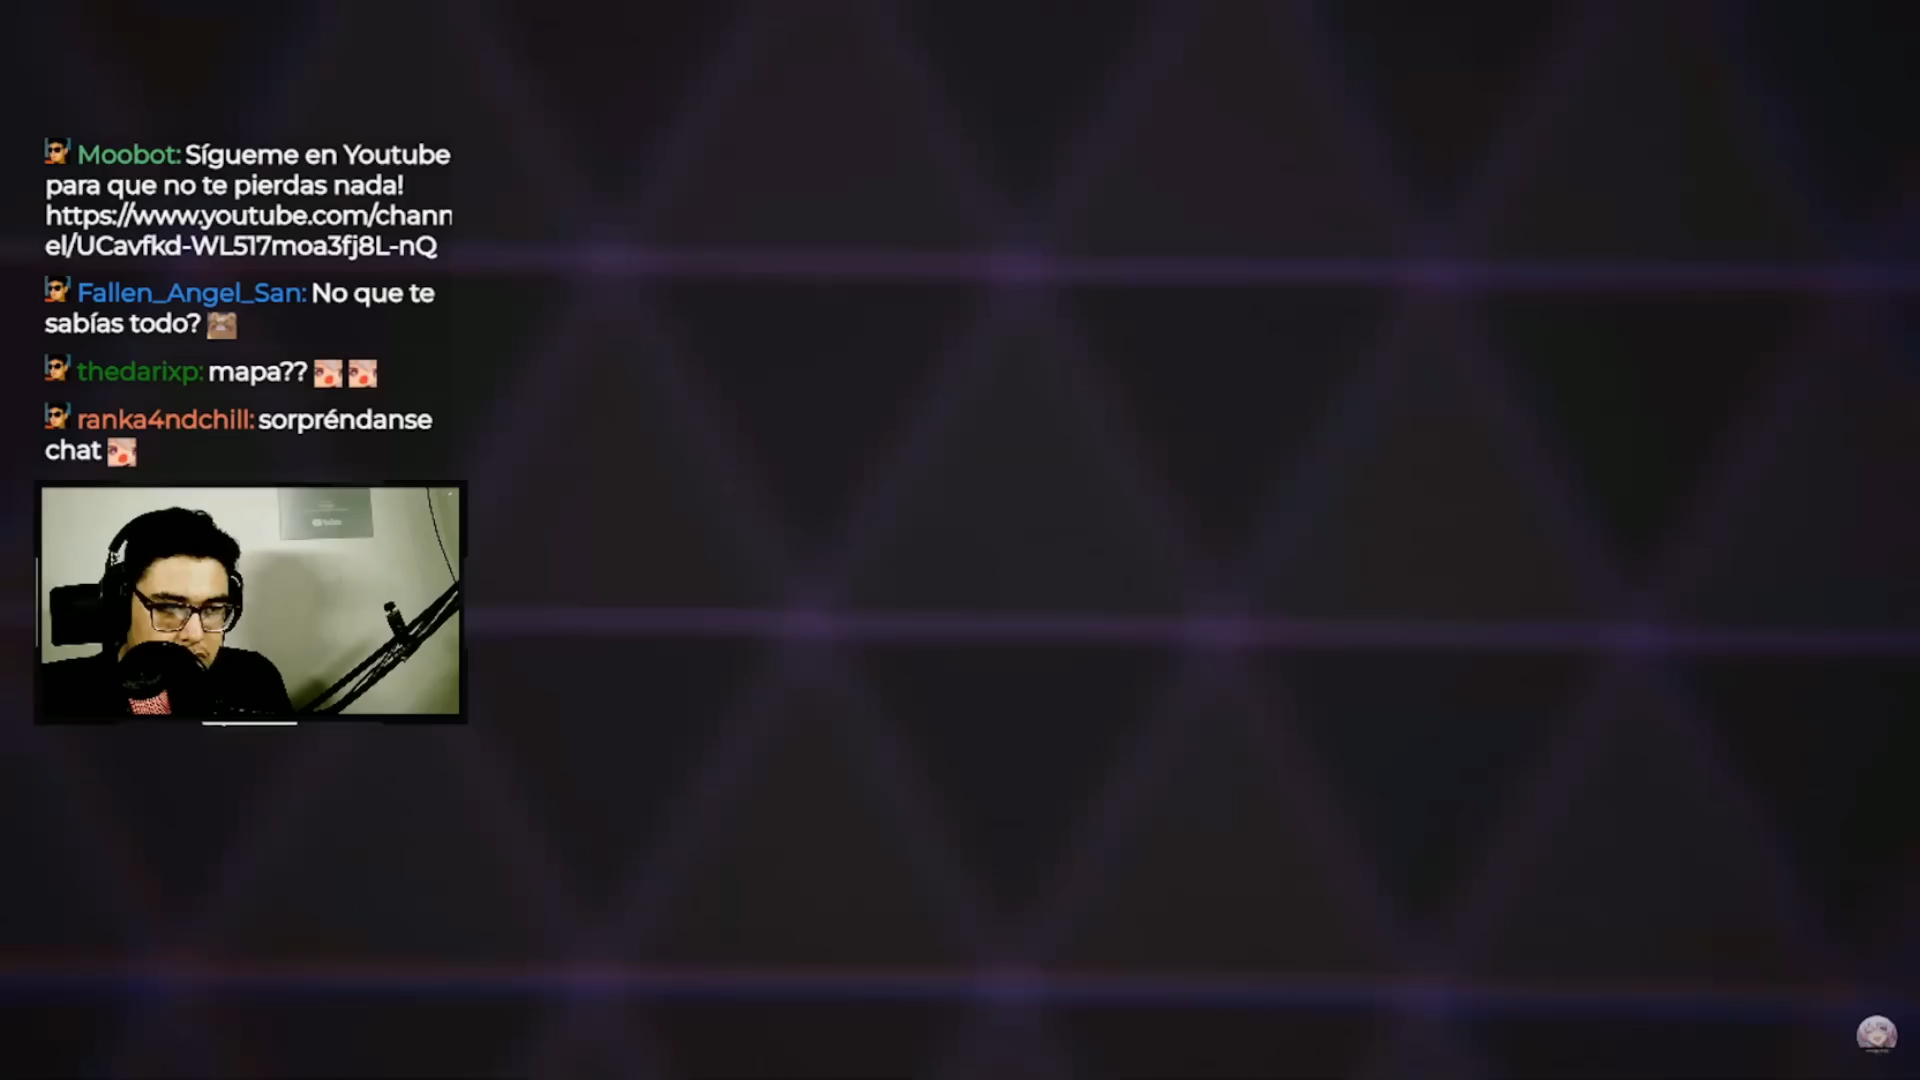 Moobot: Sígueme en Youtube
para que no te pierdas nada!
https://www.youtube.com/chann
el/UCavfkd-WL517moa3fj8L-nQ
Fallen_Angel_San: No que te
sabías todo?
thedarixp: mapa??
ranka4ndchill: sorpréndanse
chat
YouTube